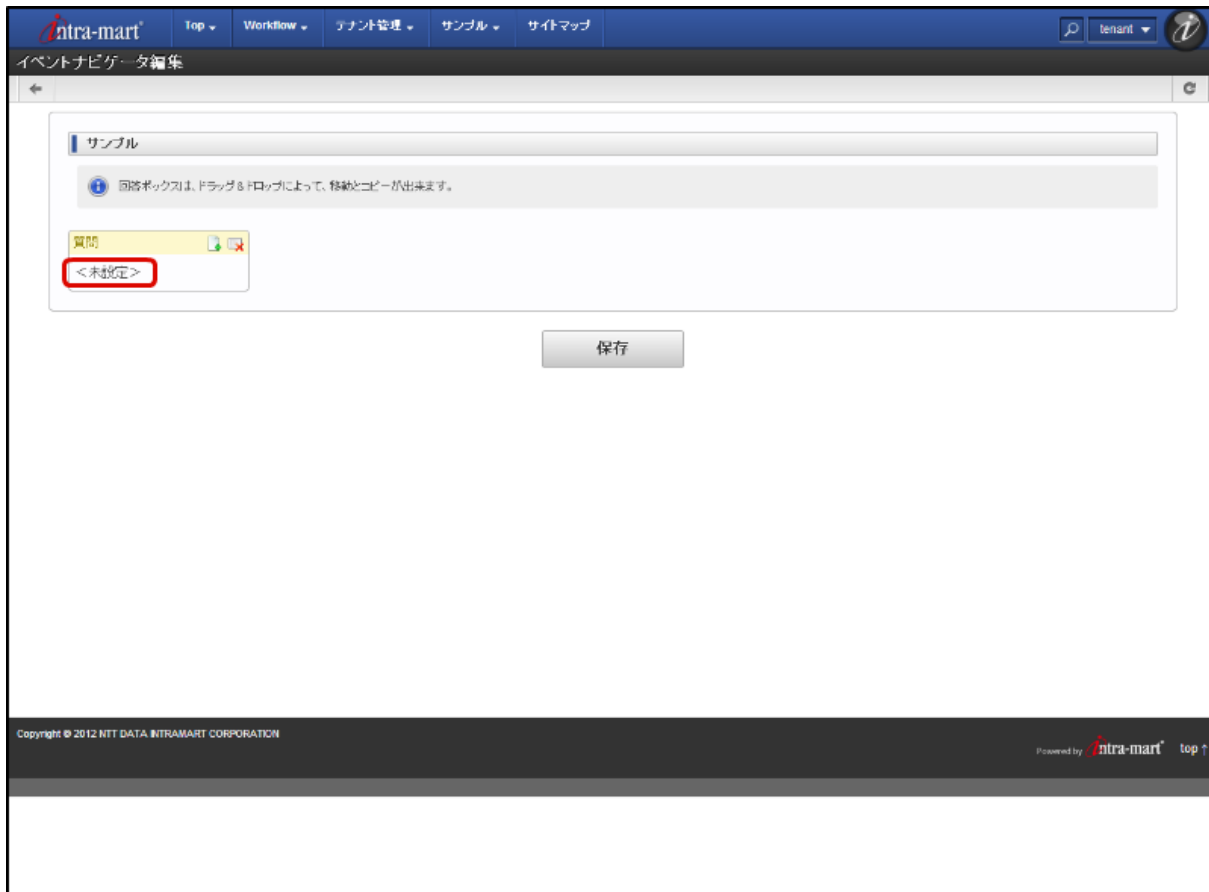 intra-mart Top Workflow テナント管理 サンプル サイトマップ tenant
イベントナビゲータ編集
サンプル
回答ボックスは、ドラッグ&ドロップによって、移動とコピーが出来ます。
質問
<未設定>
保存
Copyright © 2012 NTT DATA INTRAMART CORPORATION
Powered by intra-mart top ↑